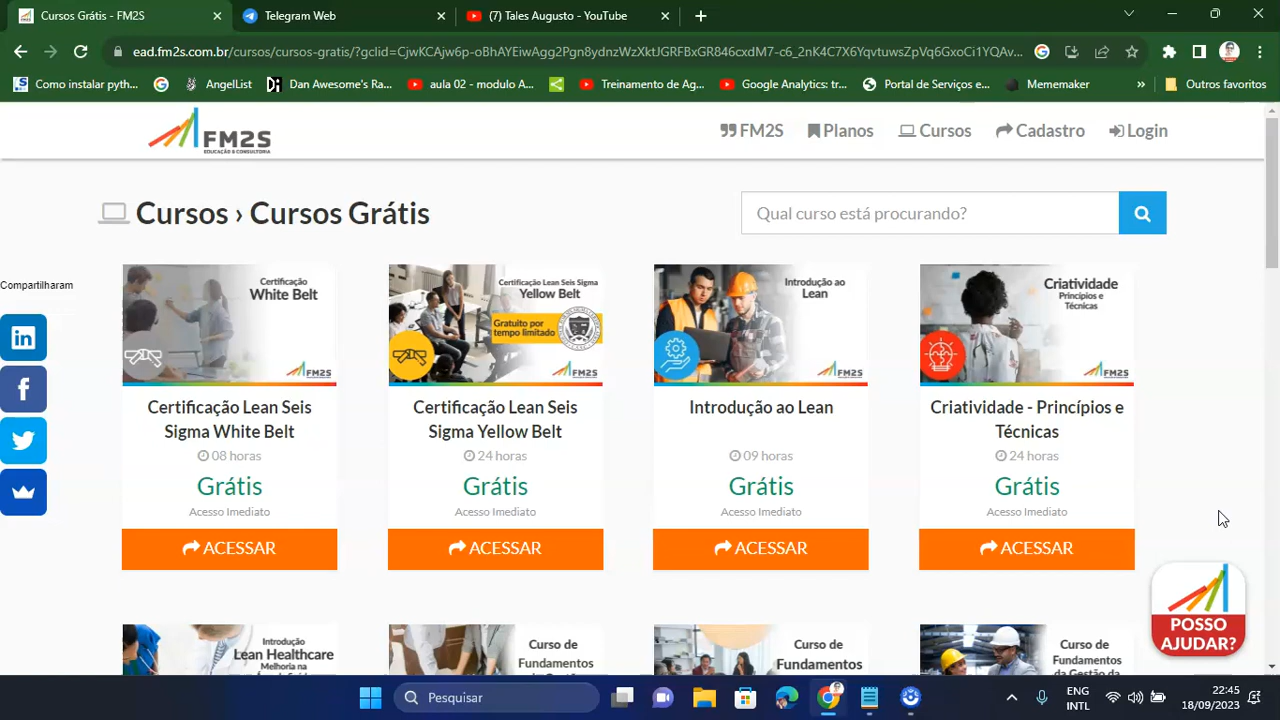 Cursos Grátis - FM2S
Telegram Web
(7) Tales Augusto - YouTube
ead.fm2s.com.br/cursos/cursos-gratis/?gclid=CjwKCAjw6p-oBhAYEiwAgg2Pgn8ydnzWzXktJGRFBxGR846cxdM7-c6_2nK4C7X6YqvtuwsZpVq6GxoCi1YQAv...
Como instalar pyth...
AngelList
Dan Awesome's Ra...
aula 02 - modulo A...
Treinamento de Ag...
Google Analytics: tr...
Portal de Serviços e...
Mememaker
»
Outros favoritos
FM2S
EDUCAÇÃO & CONSULTORIA
FM2S
Planos
Cursos
Cadastro
Login
Cursos › Cursos Grátis
Qual curso está procurando?
Compartilharam
Certificação
White Belt
FM2S
Certificação Lean Seis
Sigma White Belt
08 horas
Grátis
Acesso Imediato
ACESSAR
Certificação Lean Seis Sigma
Yellow Belt
Gratuito por
tempo limitado
FM2S
Certificação Lean Seis
Sigma Yellow Belt
24 horas
Grátis
Acesso Imediato
ACESSAR
Introdução ao
Lean
FM2S
Introdução ao Lean
09 horas
Grátis
Acesso Imediato
ACESSAR
Criatividade
Princípios e
Técnicas
FM2S
Criatividade - Princípios e
Técnicas
24 horas
Grátis
Acesso Imediato
ACESSAR
Introdução
Lean Healthcare
Melhoria na
Curso de
Fundamentos
Curso de
Fundamentos
Curso de
Fundamentos
da Gestão da
POSSO
AJUDAR?
Pesquisar
ENG
INTL
22:45
18/09/2023